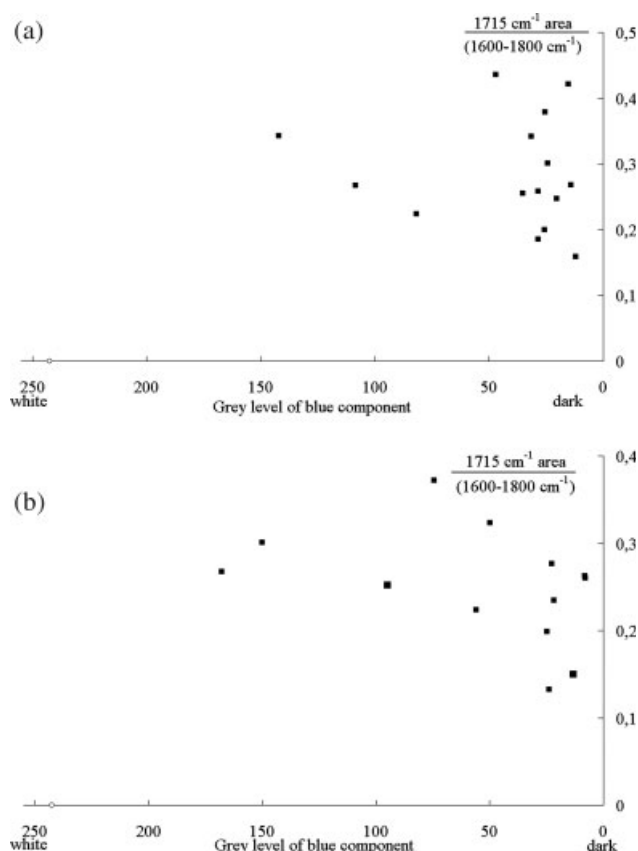 (a)
1715 cm⁻¹ area
(1600-1800 cm⁻¹)
0,5
0,4
0,3
0,2
0,1
0
250 200 150 100 50 0
white Grey level of blue component dark
(b)
1715 cm⁻¹ area
(1600-1800 cm⁻¹)
0,4
0,3
0,2
0,1
0
250 200 150 100 50 0
white Grey level of blue component dark